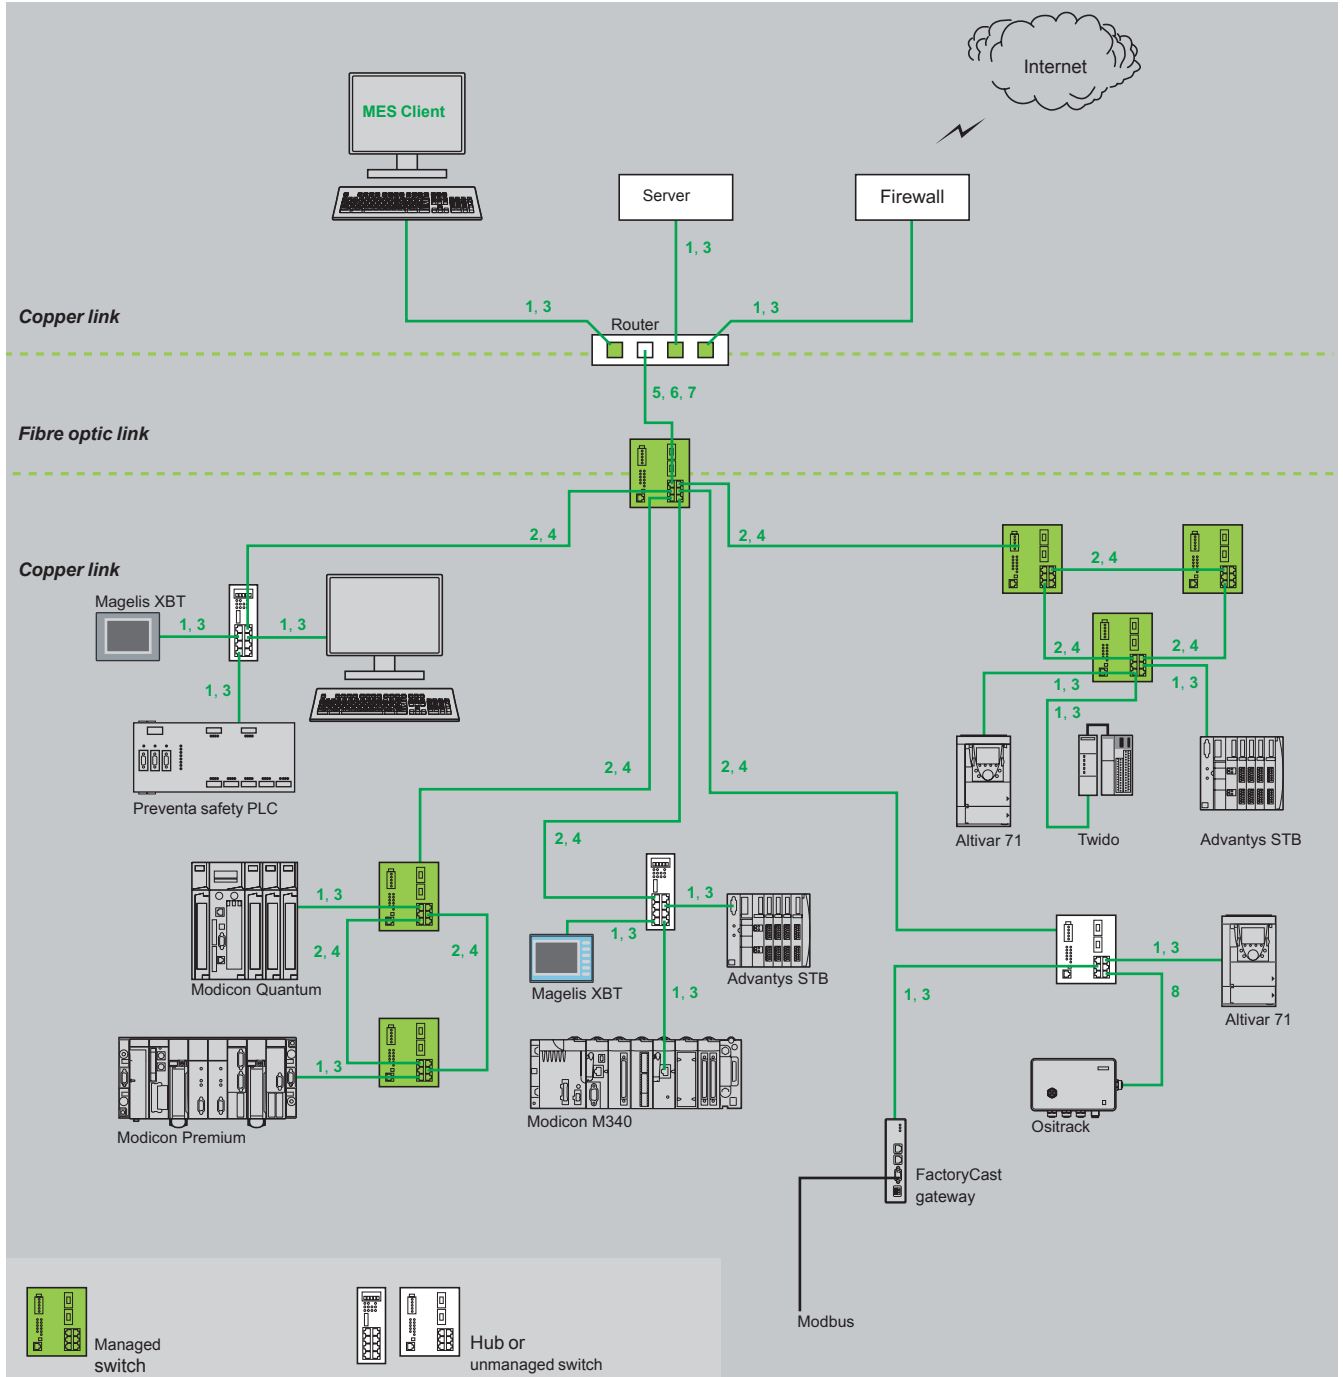 Internet
MES Client
Server
Firewall
1, 3
1, 3
1, 3
Copper link
Router
5, 6, 7
Fibre optic link
2, 4
2, 4
2, 4
Copper link
Magelis XBT
1, 3
1, 3
2, 4
2, 4
1, 3
1, 3
1, 3
1, 3
Preventa safety PLC
2, 4
2, 4
Altivar 71
Twido
Advantys STB
2, 4
1, 3
1, 3
1, 3
2, 4
2, 4
Modicon Quantum
Magelis XBT
Advantys STB
1, 3
1, 3
1, 3
8
Altivar 71
1, 3
Modicon Premium
Modicon M340
Ositrack
FactoryCast
gateway
Modbus
Managed
switch
Hub or
unmanaged switch